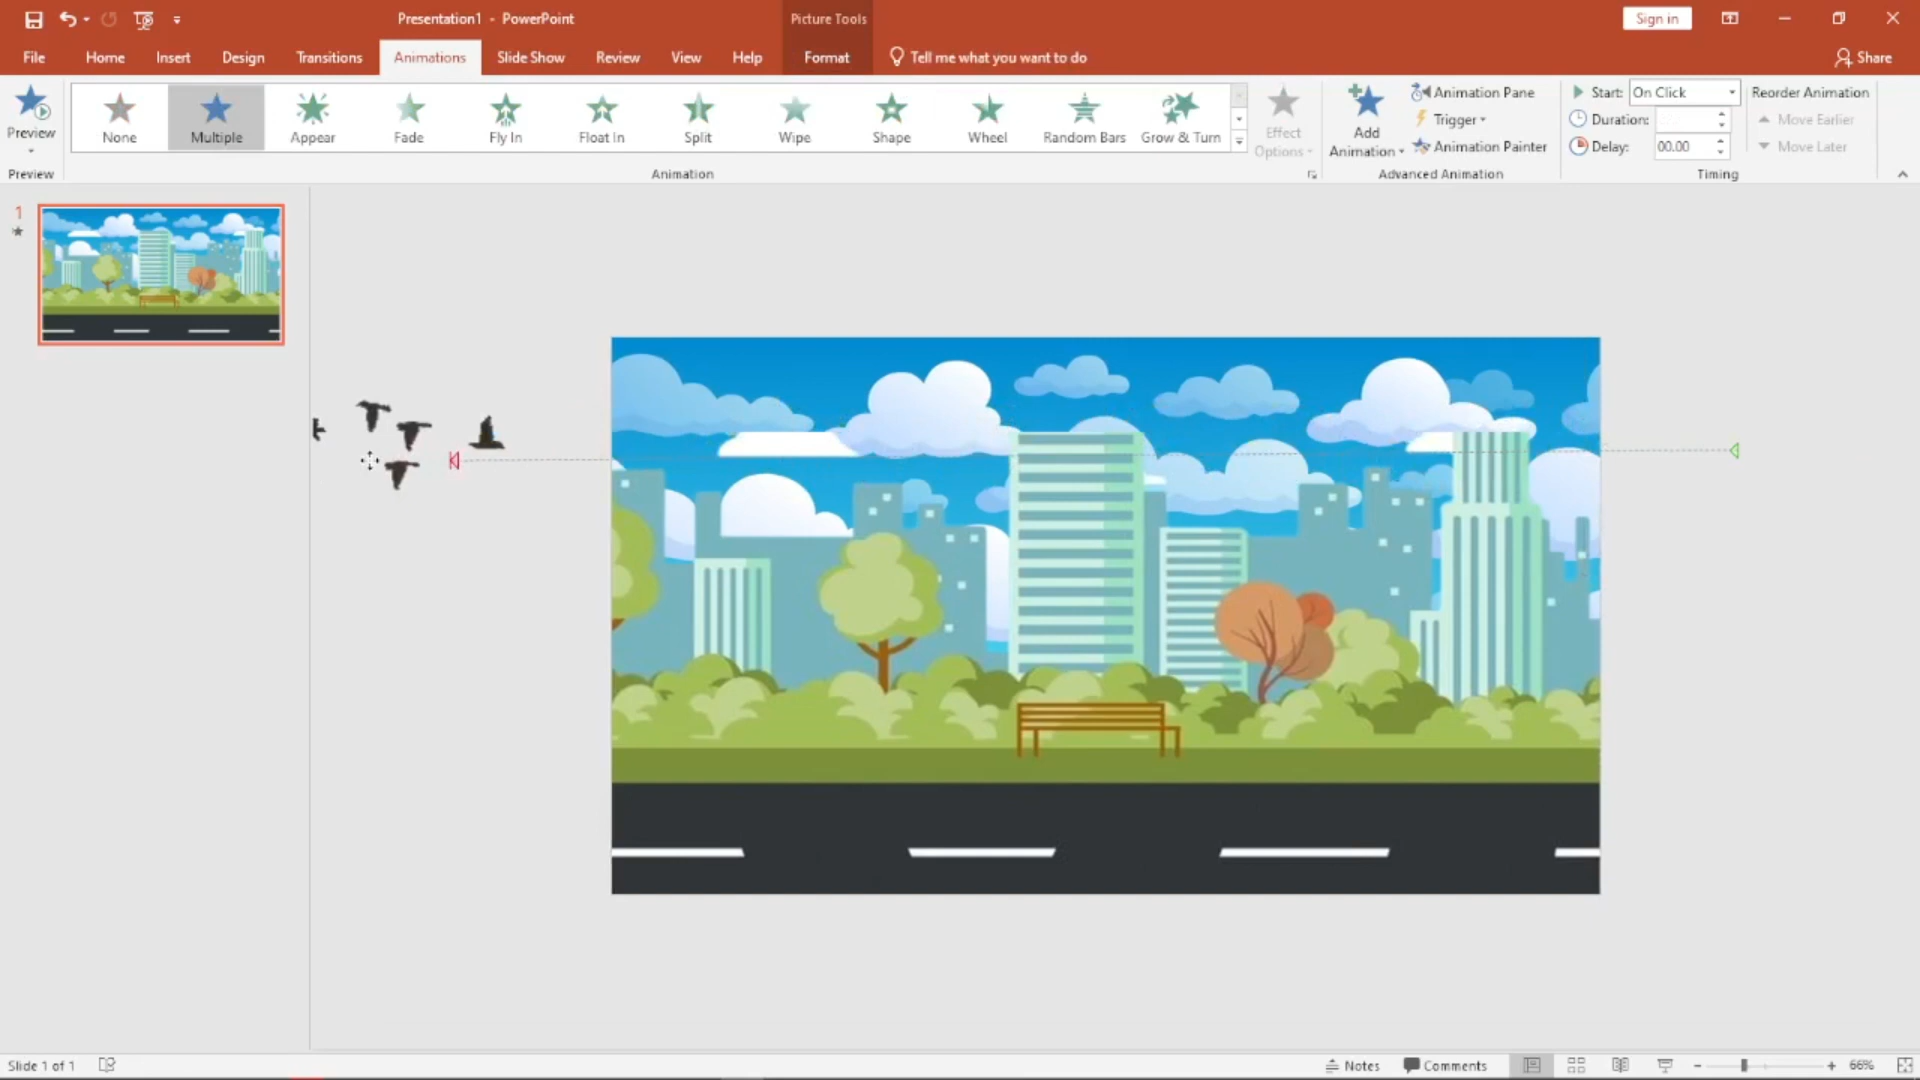 Presentation1 - PowerPoint
Picture Tools
Sign in
File Home Insert Design Transitions Animations Slide Show Review View Help Format Tell me what you want to do Share
Preview
None
Multiple
Appear
Fade
Fly In
Float In
Split
Wipe
Shape
Wheel
Random Bars
Grow & Turn
Effect
Options
Add
Animation
Animation Pane
Trigger
Animation Painter
Start: On Click
Duration:
Delay: 00.00
Reorder Animation
Move Earlier
Move Later
Preview
Animation
Advanced Animation
Timing
1
Slide 1 of 1
Notes
Comments
66%